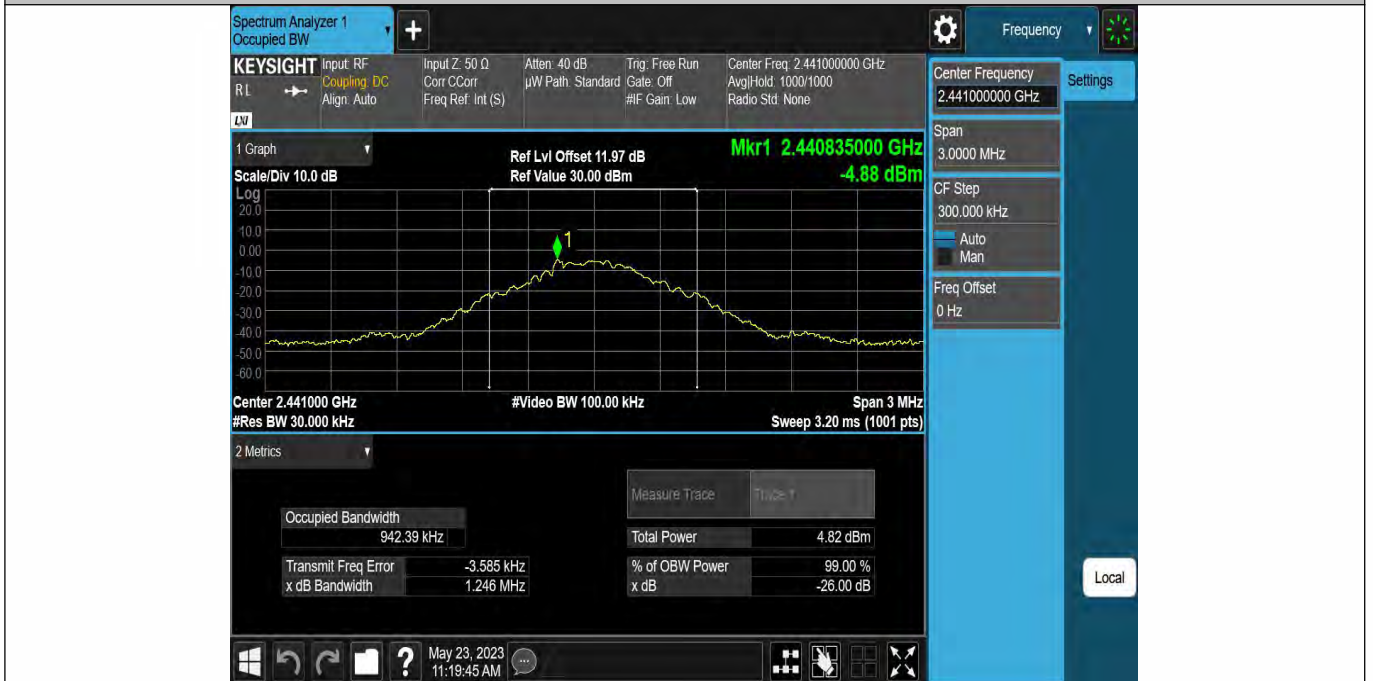 Spectrum Analyzer 1
Occupied BW
+
Frequency
KEYSIGHT
RL
LXI
Input: RF
Coupling: DC
Align: Auto
Input Z: 50 Ω
Corr CCorr
Freq Ref: Int (S)
Atten: 40 dB
µW Path: Standard
Trig: Free Run
Gate: Off
#IF Gain: Low
Center Freq: 2.441000000 GHz
Avg|Hold: 1000/1000
Radio Std: None
Center Frequency
2.441000000 GHz
Settings
Span
3.0000 MHz
CF Step
300.000 kHz
Auto
Man
Freq Offset
0 Hz
Local
1 Graph
Scale/Div 10.0 dB
Ref Lvl Offset 11.97 dB
Ref Value 30.00 dBm
Mkr1 2.440835000 GHz
-4.88 dBm
Log
20.0
10.0
0.00
-10.0
-20.0
-30.0
-40.0
-50.0
-60.0
1
Center 2.441000 GHz
#Res BW 30.000 kHz
#Video BW 100.00 kHz
Span 3 MHz
Sweep 3.20 ms (1001 pts)
2 Metrics
Measure Trace Trace 1
Occupied Bandwidth
942.39 kHz
Total Power 4.82 dBm
Transmit Freq Error -3.585 kHz
% of OBW Power 99.00 %
x dB Bandwidth 1.246 MHz
x dB -26.00 dB
?
May 23, 2023
11:19:45 AM